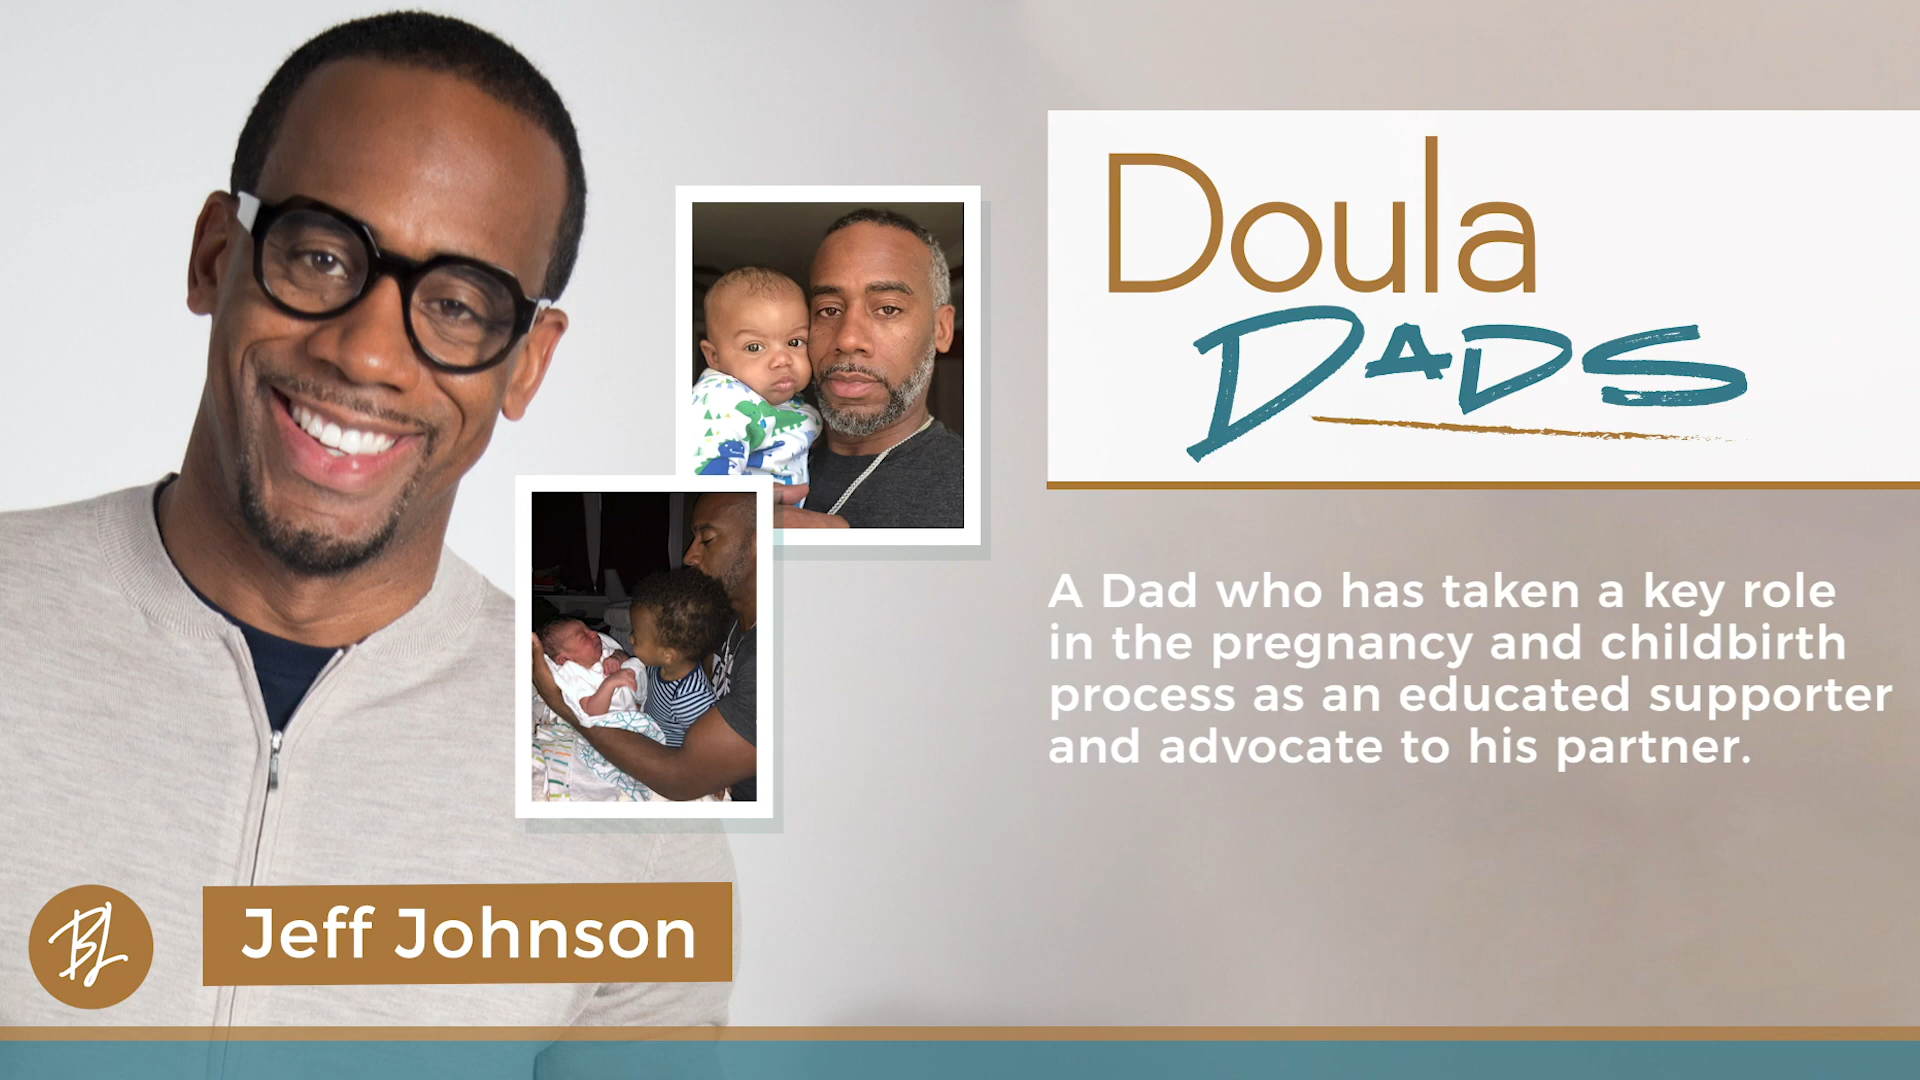 Doula
DADS
A Dad who has taken a key role
in the pregnancy and childbirth
process as an educated supporter
and advocate to his partner.
BL
Jeff Johnson